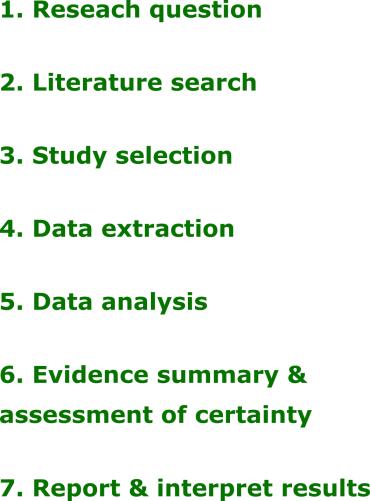 1. Reseach question
2. Literature search
3. Study selection
4. Data extraction
5. Data analysis
6. Evidence summary &
assessment of certainty
7. Report & interpret results